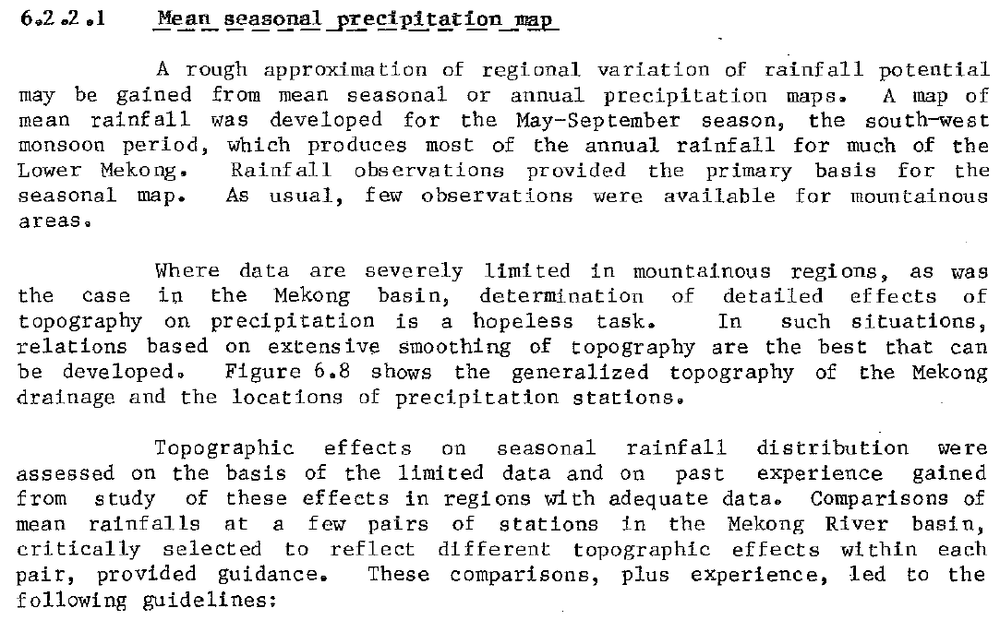 6.2.2.1 Mean seasonal precipitation map
A rough approximation of regional variation of rainfall potential
may be gained from mean seasonal or annual precipitation maps. A map of
mean rainfall was developed for the May-September season, the south-west
monsoon period, which produces most of the annual rainfall for much of the
Lower Mekong. Rainfall observations provided the primary basis for the
seasonal map. As usual, few observations were available for mountainous
areas.
Where data are severely limited in mountainous regions, as was
the case in the Mekong basin, determination of detailed effects of
topography on precipitation is a hopeless task. In such situations,
relations based on extensive smoothing of topography are the best that can
be developed. Figure 6.8 shows the generalized topography of the Mekong
drainage and the locations of precipitation stations.
Topographic effects on seasonal rainfall distribution were
assessed on the basis of the limited data and on past experience gained
from study of these effects in regions with adequate data. Comparisons of
mean rainfalls at a few pairs of stations in the Mekong River basin,
critically selected to reflect different topographic effects within each
pair, provided guidance. These comparisons, plus experience, led to the
following guidelines: